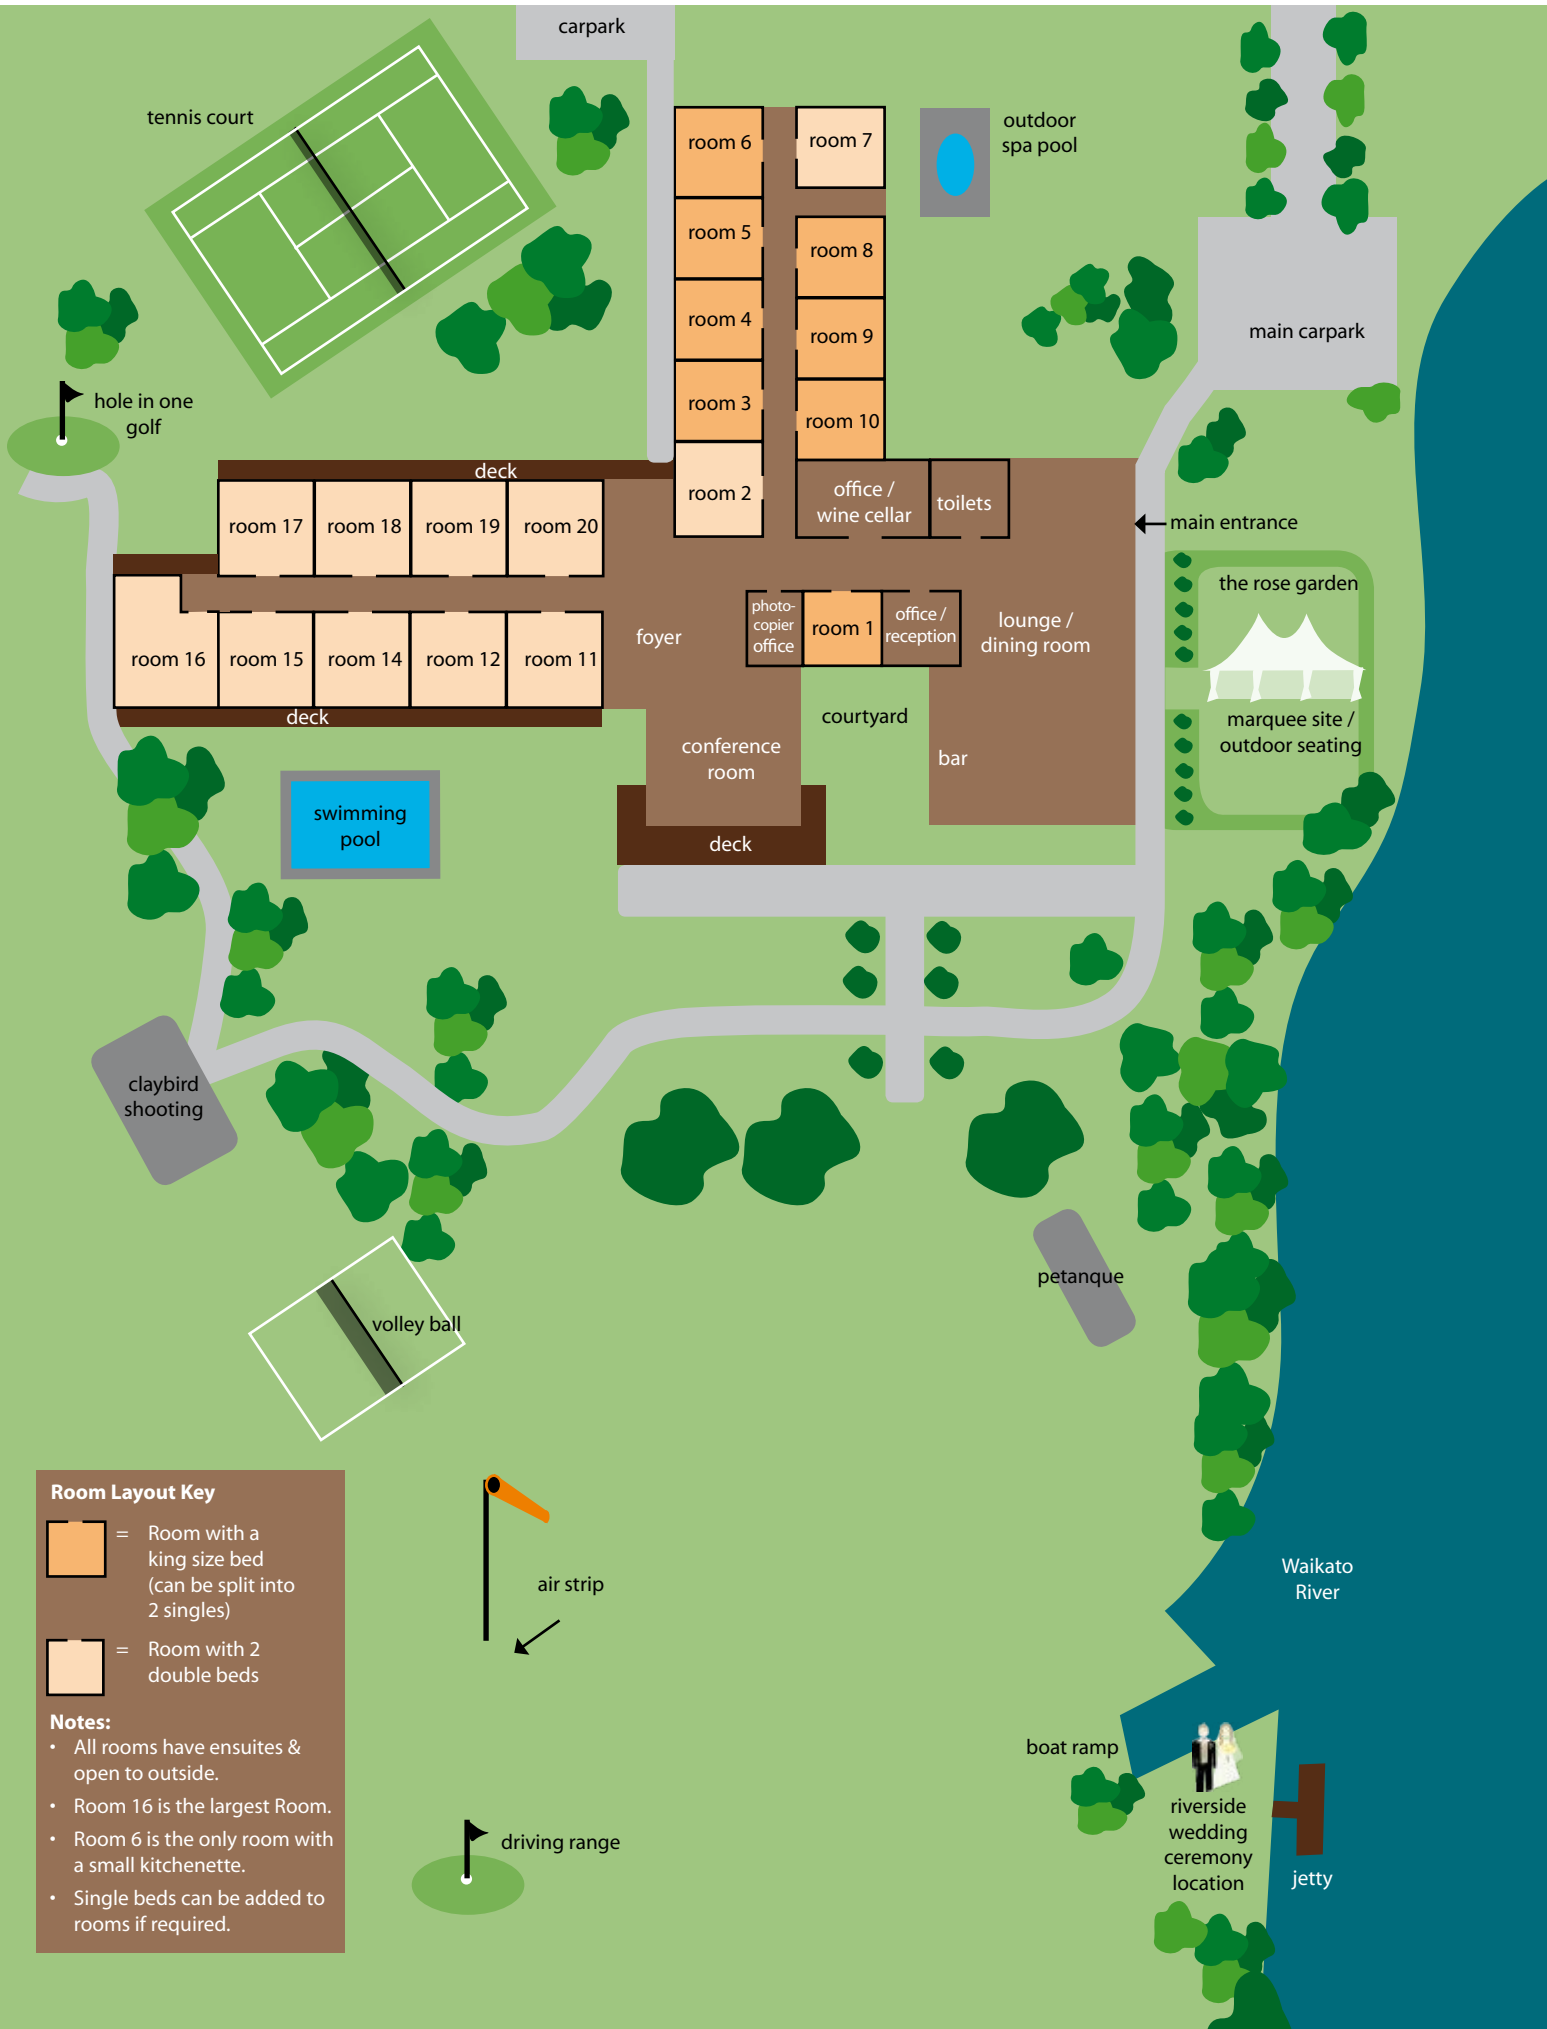 carpark
tennis court
outdoor
spa pool
room 6
room 7
room 5
room 8
room 4
room 9
room 3
room 10
room 2
main carpark
hole in one
golf
deck
office /
wine cellar
toilets
main entrance
room 17
room 18
room 19
room 20
the rose garden
photo-
copier
office
room 1
office /
reception
lounge /
dining room
foyer
room 16
room 15
room 14
room 12
room 11
deck
courtyard
marquee site /
outdoor seating
conference
room
bar
swimming
pool
deck
claybird
shooting
petanque
volley ball
Room Layout Key
= Room with a
king size bed
(can be split into
2 singles)
= Room with 2
double beds
Notes:
• All rooms have ensuites &
open to outside.
• Room 16 is the largest Room.
• Room 6 is the only room with
a small kitchenette.
• Single beds can be added to
rooms if required.
air strip
Waikato
River
boat ramp
riverside
wedding
ceremony
location
jetty
driving range